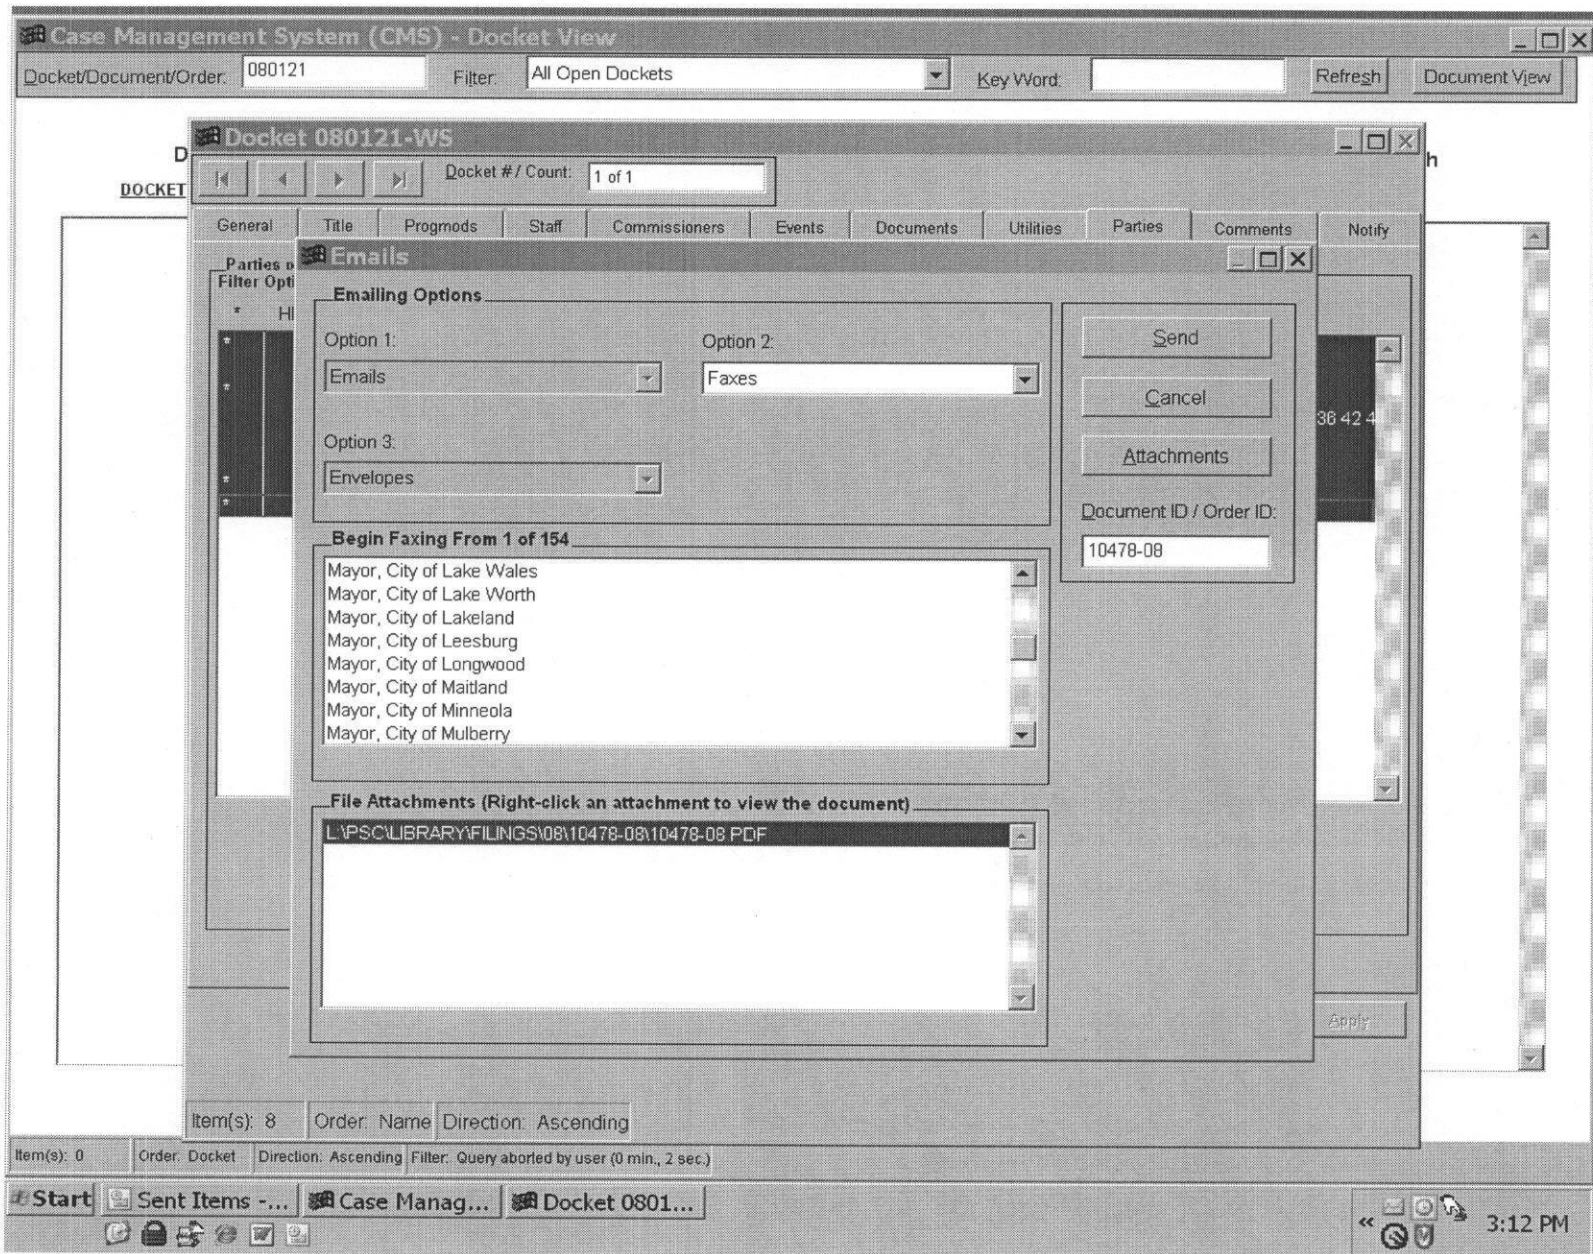 Case Management System (CMS) - Docket View
Docket/Document/Order: 080121 Filter: All Open Dockets Key Word: Refresh Document View
Docket 080121-WS
Docket # / Count: 1 of 1
DOCKET
General Title Progmods Staff Commissioners Events Documents Utilities Parties Comments Notify
Emails
Parties
Filter
Emailing Options
Option 1: Option 2:
Emails Faxes
Option 3:
Envelopes
Send
Cancel
Attachments
36 42 4
Document ID / Order ID:
10478-08
Begin Faxing From 1 of 154
Mayor, City of Lake Wales
Mayor, City of Lake Worth
Mayor, City of Lakeland
Mayor, City of Leesburg
Mayor, City of Longwood
Mayor, City of Maitland
Mayor, City of Minneola
Mayor, City of Mulberry
File Attachments (Right-click an attachment to view the document)
L:\PSC\LIBRARY\FILINGS\08\10478-08\10478-08.PDF
Apply
Item(s): 8 Order: Name Direction: Ascending
Item(s): 0 Order: Docket Direction: Ascending Filter: Query aborted by user (0 min., 2 sec.)
Start Sent Items -... Case Manag... Docket 0801...
« 3:12 PM